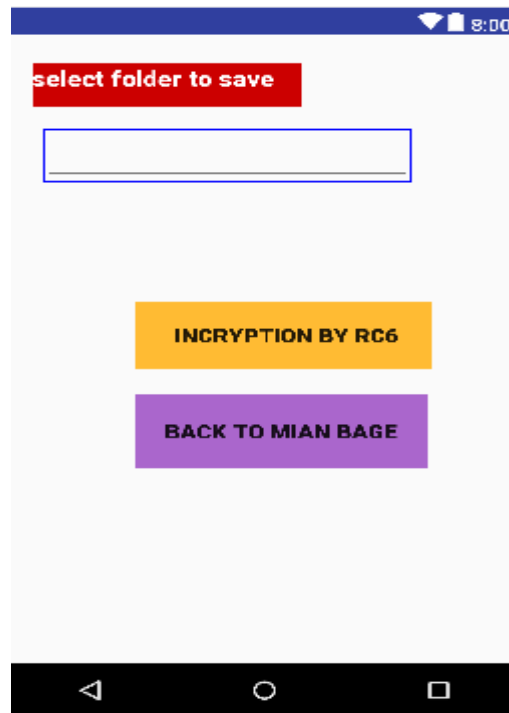 8:00
select folder to save
INCRYPTION BY RC6
BACK TO MIAN BAGE